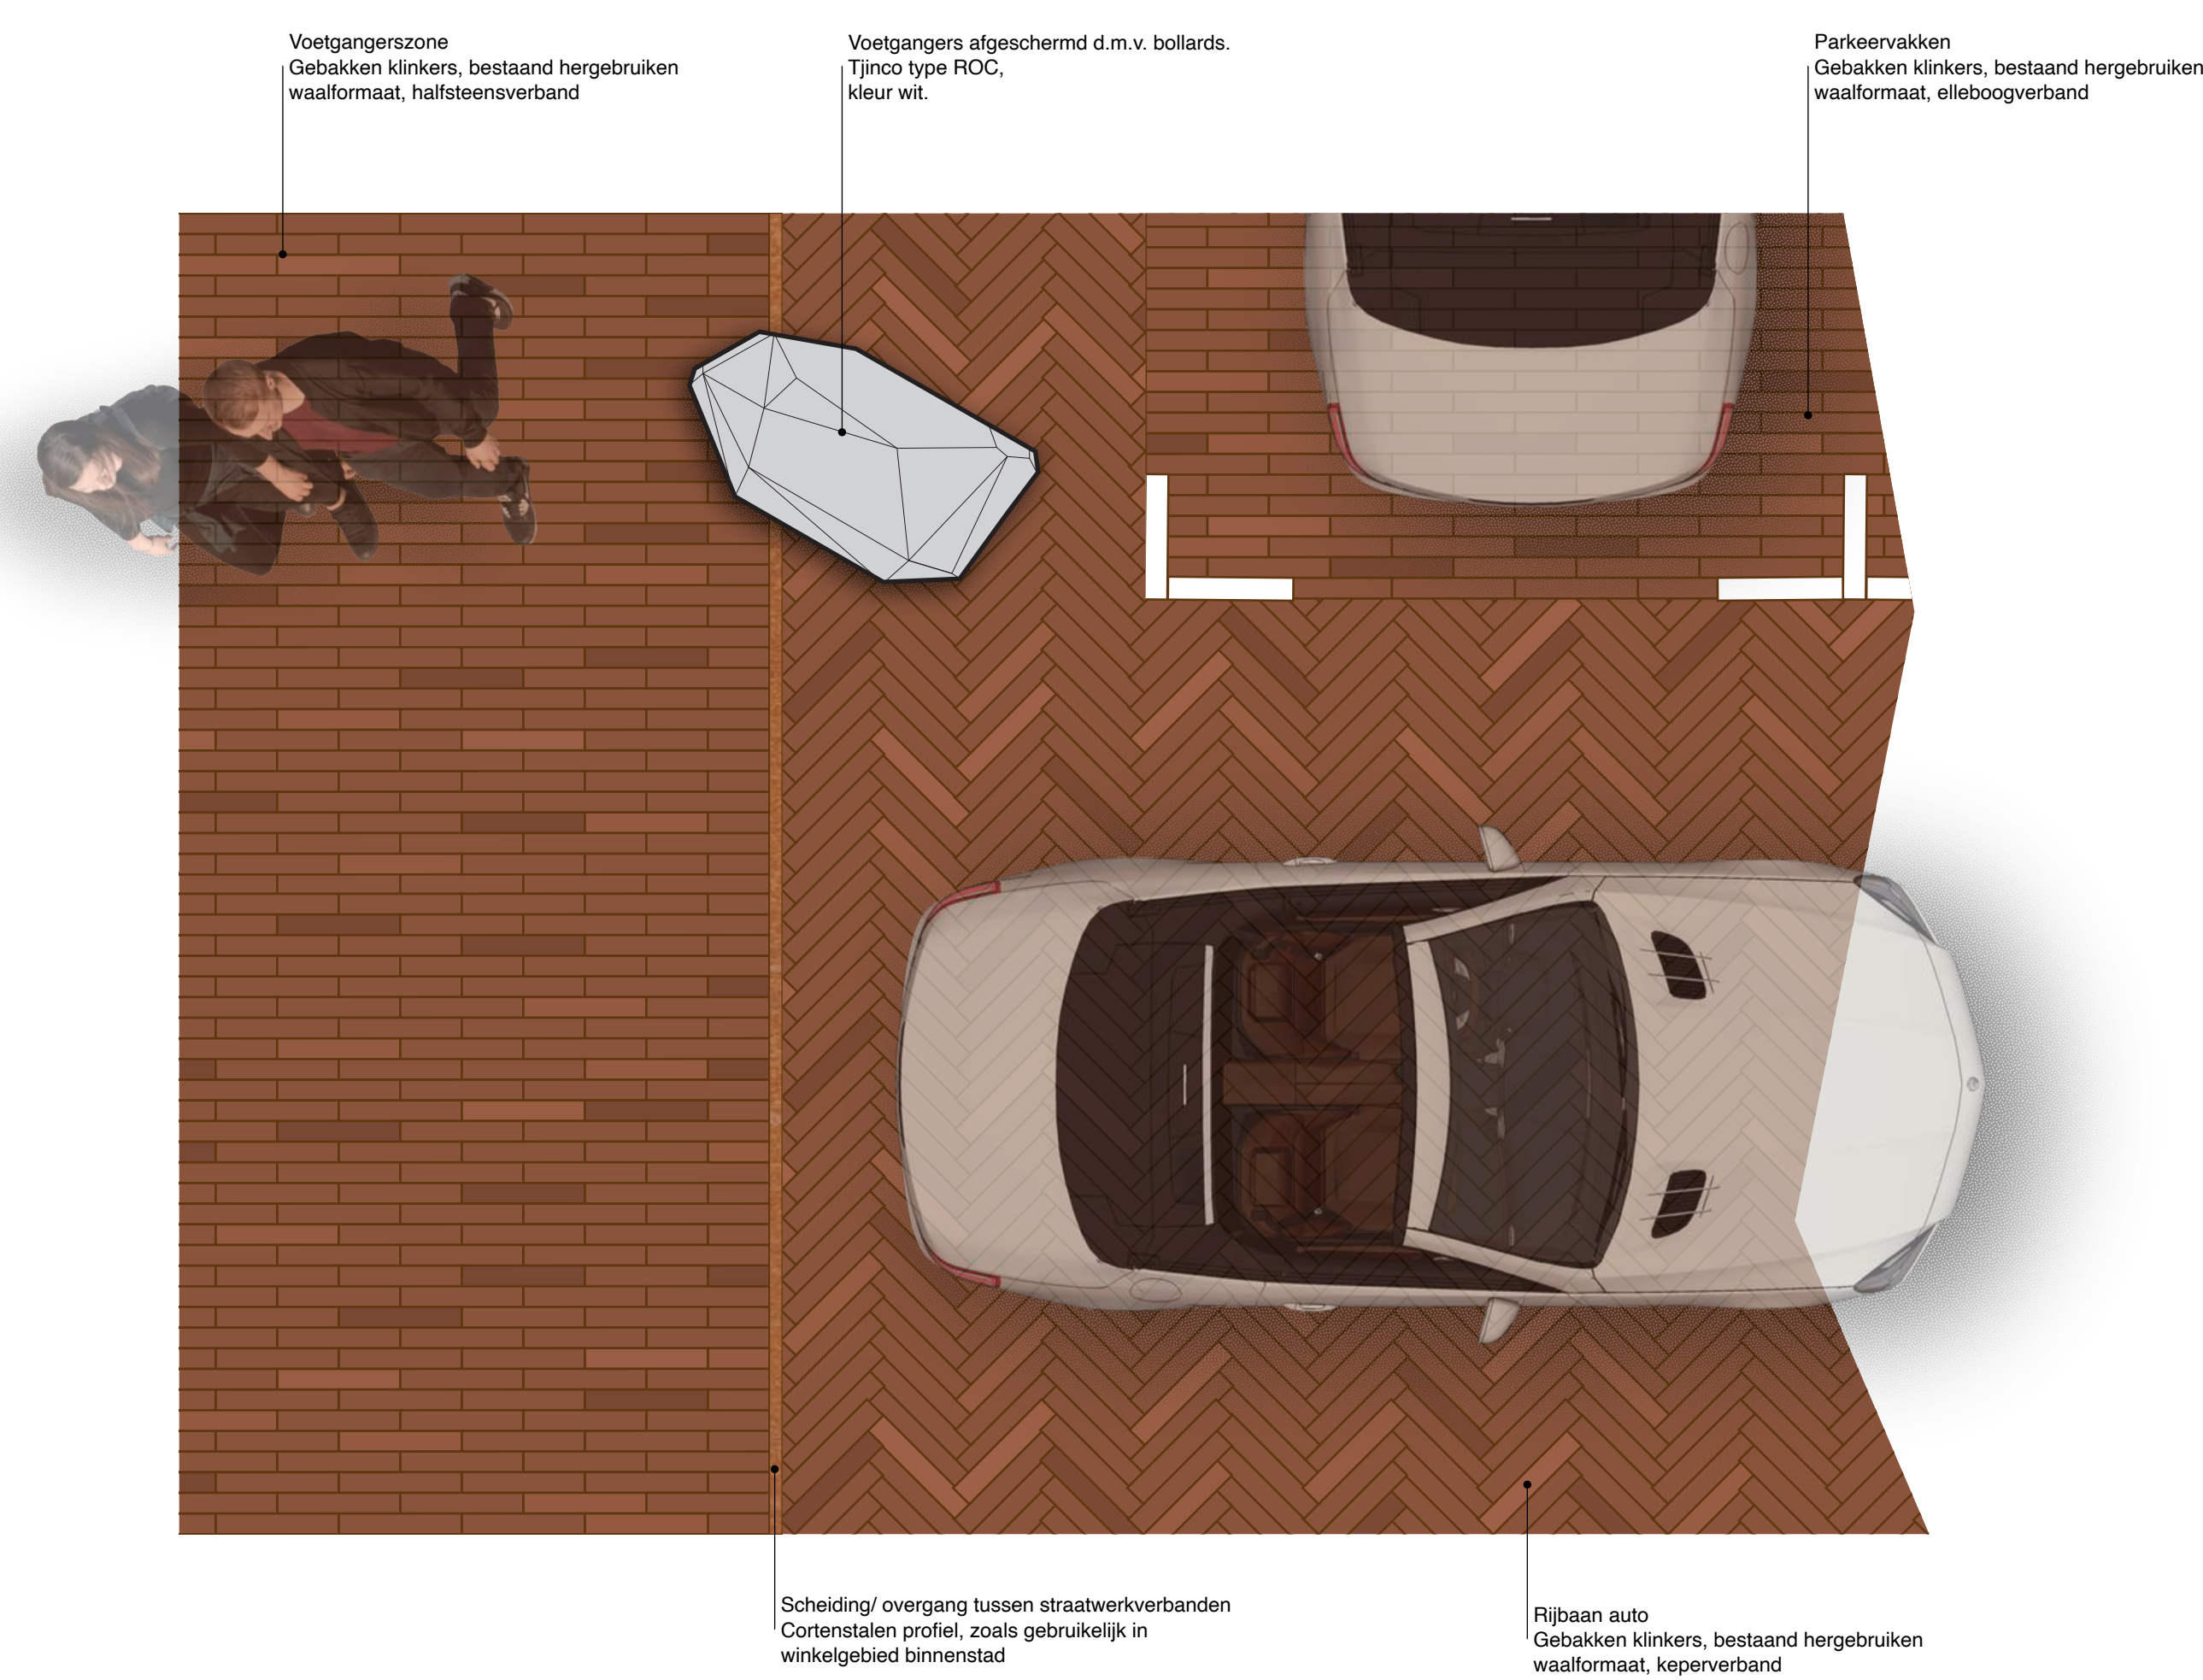 Voetgangerszone
Gebakken klinkers, bestaand hergebruiken
waalformaat, halfsteensverband
Voetgangers afgeschermd d.m.v. bollards.
Tjinco type ROC,
kleur wit.
Parkeervakken
Gebakken klinkers, bestaand hergebruiken
waalformaat, elleboogverband
Scheiding/ overgang tussen straatwerkverbanden
Cortenstalen profiel, zoals gebruikelijk in
winkelgebied binnenstad
Rijbaan auto
Gebakken klinkers, bestaand hergebruiken
waalformaat, keperverband